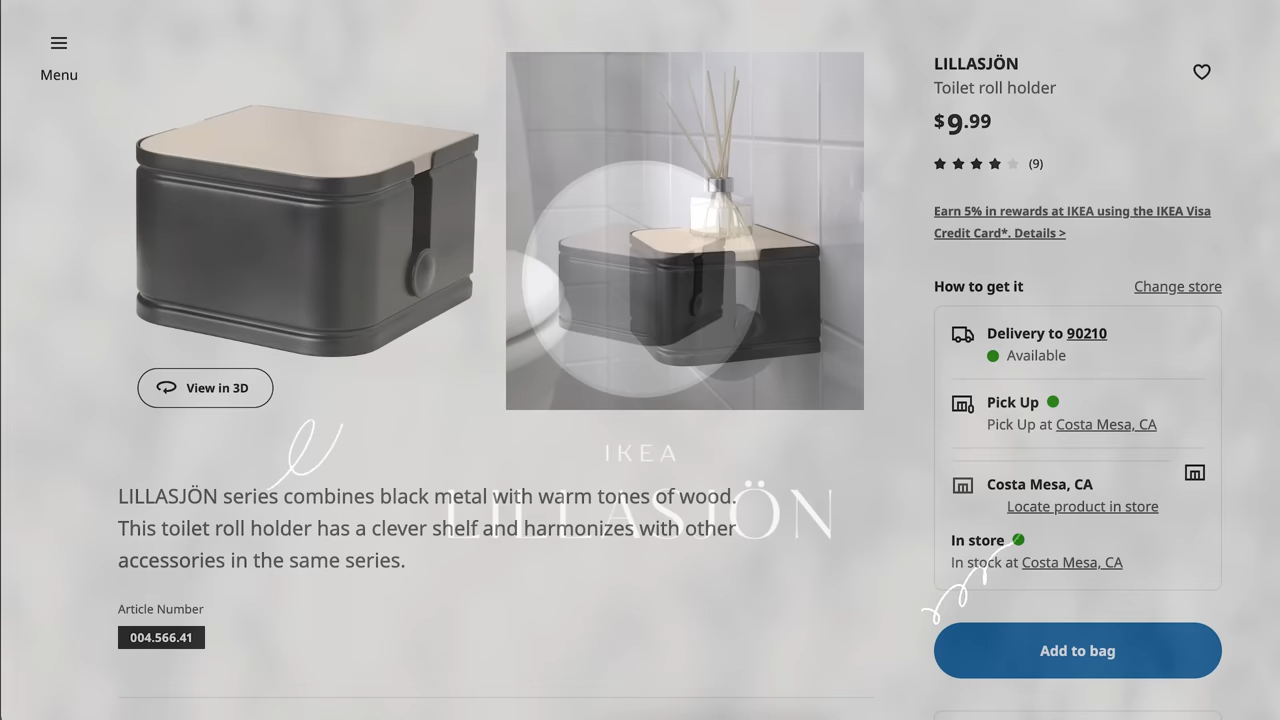 Menu
View in 3D
IKEA
LILLASJÖN
LILLASJÖN series combines black metal with warm tones of wood.
This toilet roll holder has a clever shelf and harmonizes with other
accessories in the same series.
Article Number
004.566.41
LILLASJÖN
Toilet roll holder
$9.99
(9)
Earn 5% in rewards at IKEA using the IKEA Visa
Credit Card*. Details >
How to get it Change store
Delivery to 90210
Available
Pick Up
Pick Up at Costa Mesa, CA
Costa Mesa, CA
Locate product in store
In store
In stock at Costa Mesa, CA
Add to bag